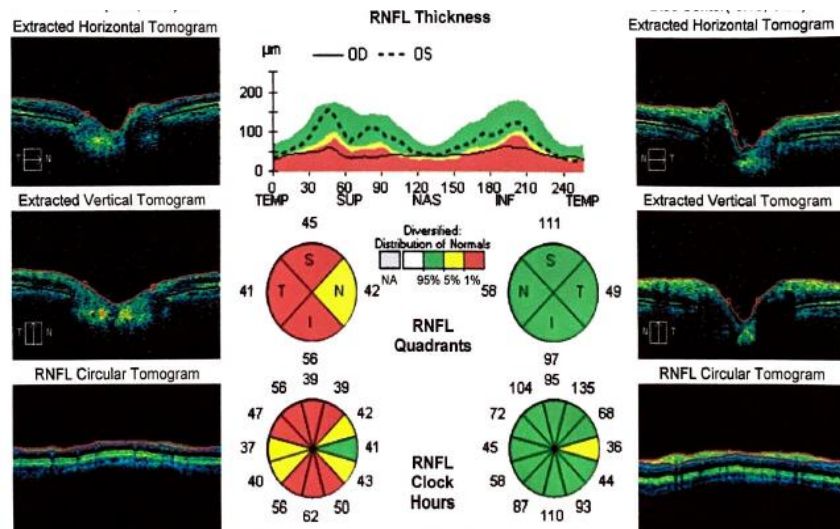 RNFL Thickness
Extracted Horizontal Tomogram
Extracted Horizontal Tomogram
µm
OD
OS
200
100
0
0 30 60 90 120 150 180 210 240
TEMP SUP NAS INF TEMP
T N
N T
Extracted Vertical Tomogram
Extracted Vertical Tomogram
45
111
Diversified:
Distribution of Normals
NA 95% 5% 1%
S
T N
I
41
42
56
S
N T
I
58
49
97
RNFL
Quadrants
T N
N T
RNFL Circular Tomogram
RNFL Circular Tomogram
56 39 39
47 42
37 41
40 43
56 62 50
104 95 135
72 68
45 36
58 44
87 110 93
RNFL
Clock
Hours